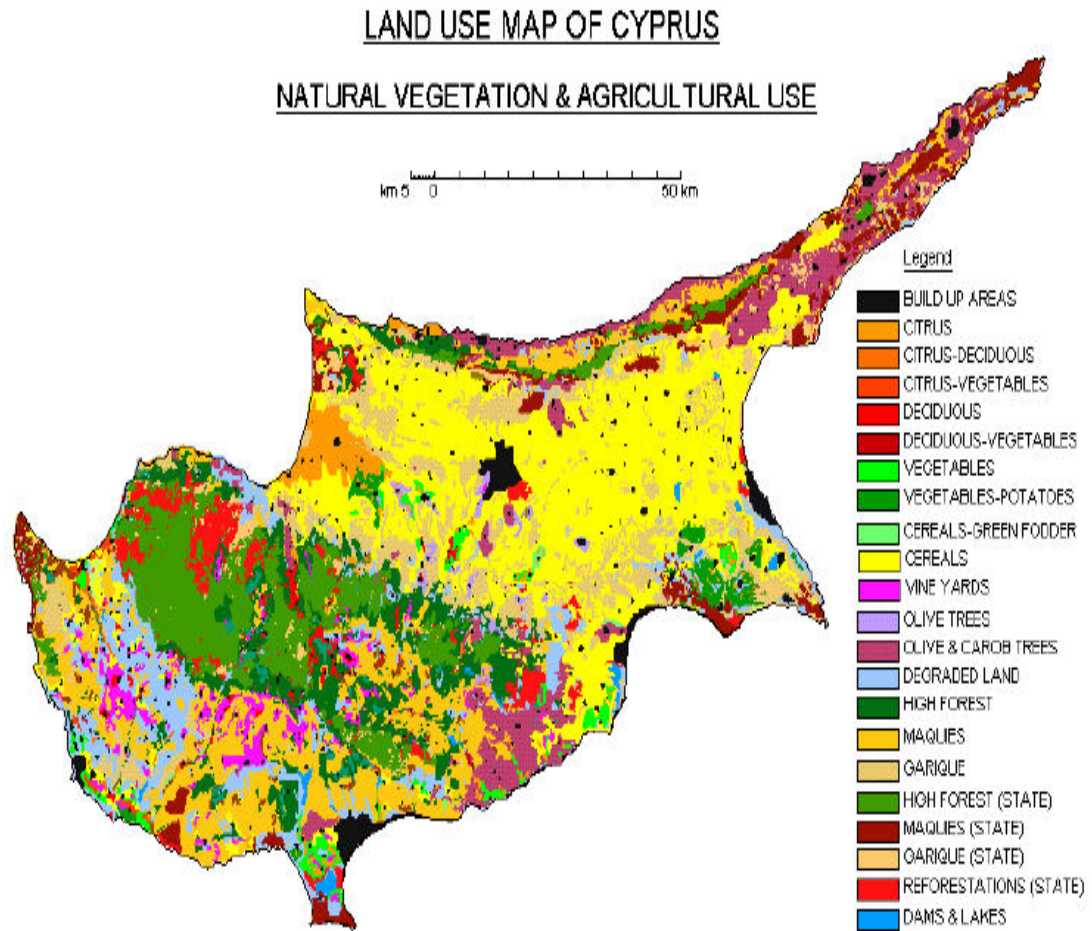 LAND USE MAP OF CYPRUS
NATURAL VEGETATION & AGRICULTURAL USE
km 5 0 50 km
Legend
BUILD UP AREAS
CITRUS
CITRUS-DECIDUOUS
CITRUS-VEGETABLES
DECIDUOUS
DECIDUOUS-VEGETABLES
VEGETABLES
VEGETABLES-POTATOES
CEREALS-GREEN FODDER
CEREALS
VINE YARDS
OLIVE TREES
OLIVE & CAROB TREES
DEGRADED LAND
HIGH FOREST
MAQUIES
GARIQUE
HIGH FOREST (STATE)
MAQUIES (STATE)
GARIQUE (STATE)
REFORESTATIONS (STATE)
DAMS & LAKES